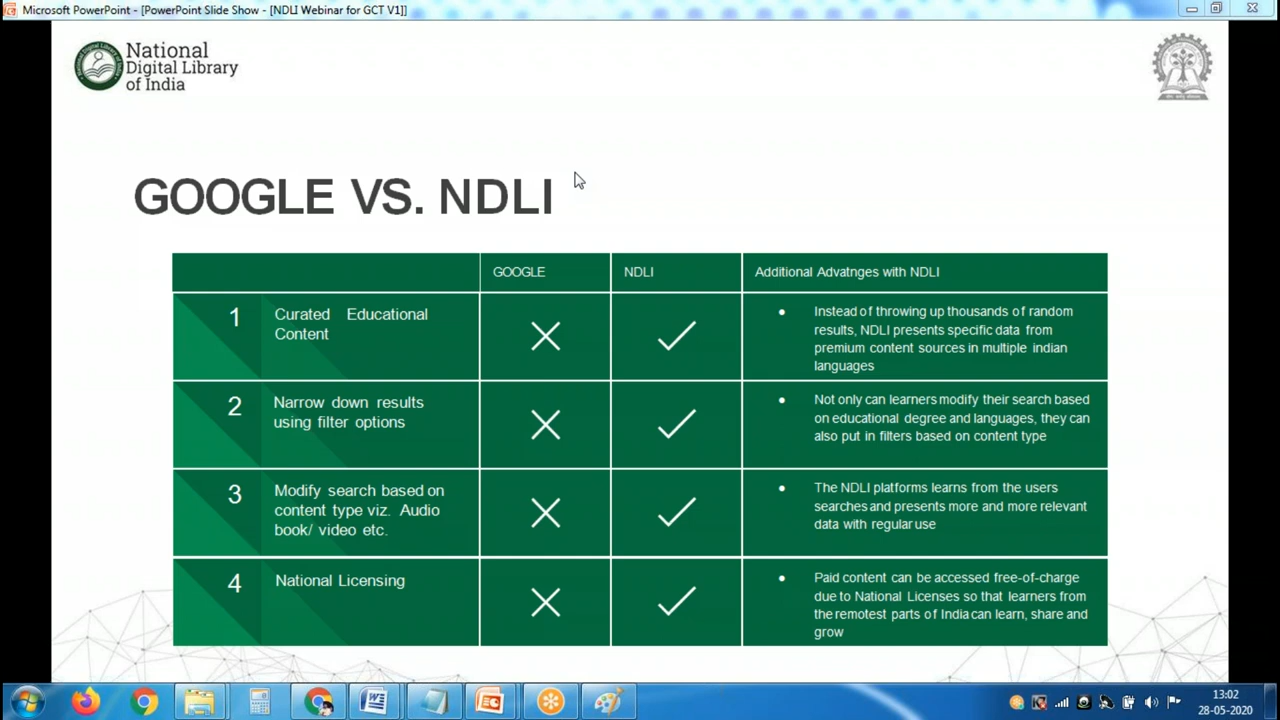 Microsoft PowerPoint - [PowerPoint Slide Show - [NDLI Webinar for GCT V1]]
National
Digital Library
of India
GOOGLE VS. NDLI
GOOGLE
NDLI
Additional Advatnges with NDLI
1
Curated Educational
Content
Instead of throwing up thousands of random
results, NDLI presents specific data from
premium content sources in multiple indian
languages
2
Narrow down results
using filter options
Not only can learners modify their search based
on educational degree and languages, they can
also put in filters based on content type
3
Modify search based on
content type viz. Audio
book/ video etc.
The NDLI platforms learns from the users
searches and presents more and more relevant
data with regular use
4
National Licensing
Paid content can be accessed free-of-charge
due to National Licenses so that learners from
the remotest parts of India can learn, share and
grow
13:02
28-05-2020